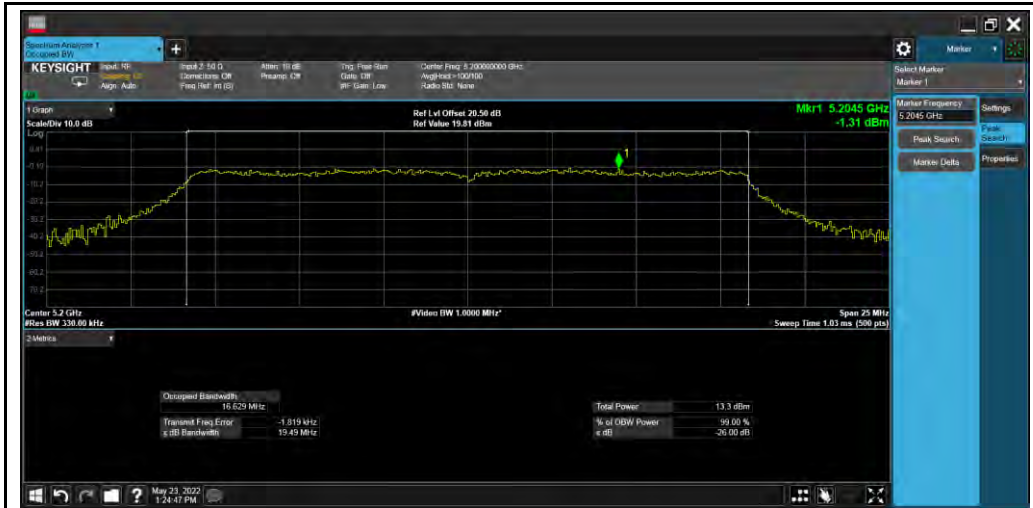 Spectrum Analyzer 1
Occupied BW
+
Marker
KEYSIGHT
Input: RF
Align: Auto
Input Z: 50 Ω
Corrections: Off
Freq Ref: Int (S)
Atten: 10 dB
Preamp: Off
Trig: Free Run
Gate: Off
#IF Gain: Low
Center Freq: 5.200000000 GHz
Avg|Hold:>100/100
Radio Std: None
Select Marker
Marker 1
1 Graph
Scale/Div 10.0 dB
Ref Lvl Offset 20.50 dB
Ref Value 19.81 dBm
Mkr1 5.2045 GHz
-1.31 dBm
Marker Frequency
5.2045 GHz
Settings
Peak Search
Peak Search
Marker Delta
Properties
Log
1
Center 5.2 GHz
#Res BW 330.00 kHz
#Video BW 1.0000 MHz*
Span 25 MHz
Sweep Time 1.03 ms (500 pts)
2 Metrics
Occupied Bandwidth
16.629 MHz
Transmit Freq Error -1.819 kHz
x dB Bandwidth 19.49 MHz
Total Power 13.3 dBm
% of OBW Power 99.00 %
x dB -26.00 dB
?
May 23, 2022
1:24:47 PM